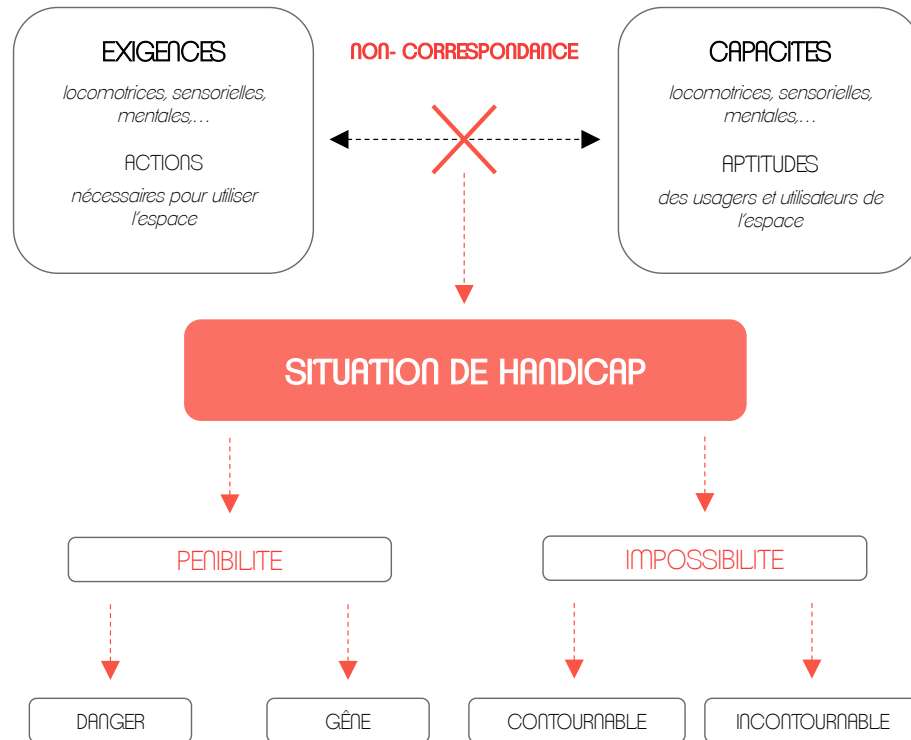 EXIGENCES
locomotrices, sensorielles,
mentales,...
ACTIONS
nécessaires pour utiliser
l'espace
NON- CORRESPONDANCE
CAPACITES
locomotrices, sensorielles,
mentales,...
APTITUDES
des usagers et utilisateurs de
l'espace
SITUATION DE HANDICAP
PENIBILITE
IMPOSSIBILITE
DANGER
GÊNE
CONTOURNABLE
INCONTOURNABLE